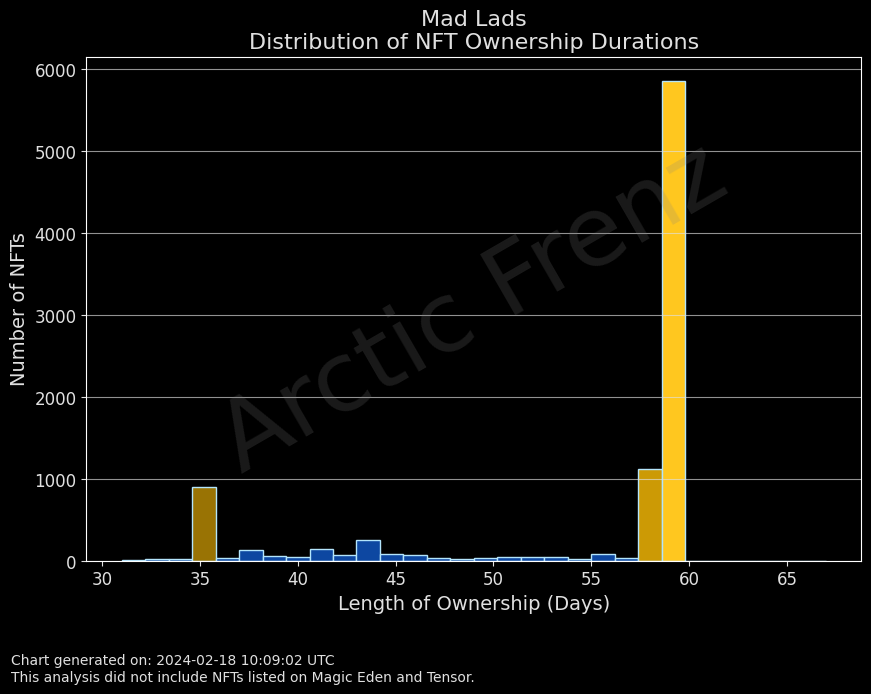 Mad Lads
Distribution of NFT Ownership Durations
6000
5000
4000
3000
2000
1000
0
Number of NFTs
Arctic Frenz
30 35 40 45 50 55 60 65
Length of Ownership (Days)
Chart generated on: 2024-02-18 10:09:02 UTC
This analysis did not include NFTs listed on Magic Eden and Tensor.